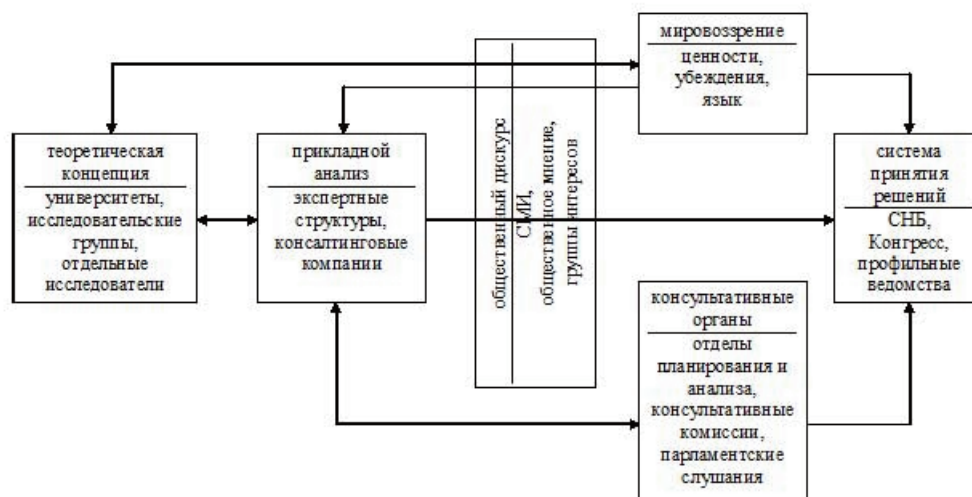 мировоззрение
ценности,
убеждения,
язык
теоретическая
концепция
университеты,
исследовательские
группы,
отдельные
исследователи
прикладной
анализ
экспертные
структуры,
консалтинговые
компании
общественный дискурс
СМИ,
общественное мнение,
группы интересов
система
принятия
решений
СНБ,
Конгресс,
профильные
ведомства
консультативные
органы
отделы
планирования и
анализа,
консультативные
комиссии,
парламентские
слушания